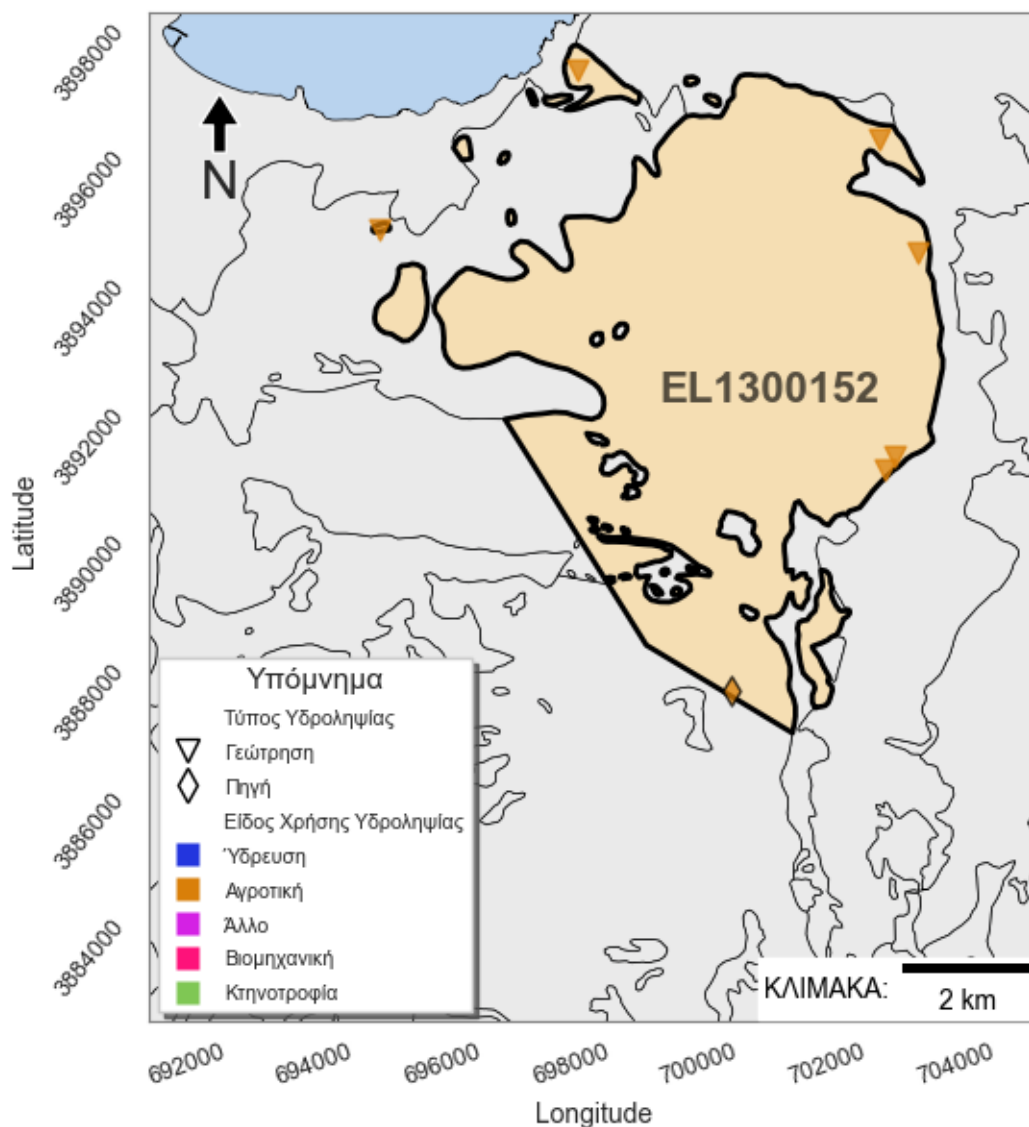 3898000
3896000
3894000
3892000
3890000
3888000
3886000
3884000
Latitude
N
EL1300152
Υπόμνημα
Τύπος Υδροληψίας
Γεώτρηση
Πηγή
Είδος Χρήσης Υδροληψίας
Ύδρευση
Αγροτική
Άλλο
Βιομηχανική
Κτηνοτροφία
ΚΛΙΜΑΚΑ:
2 km
692000
694000
696000
698000
700000
702000
704000
Longitude